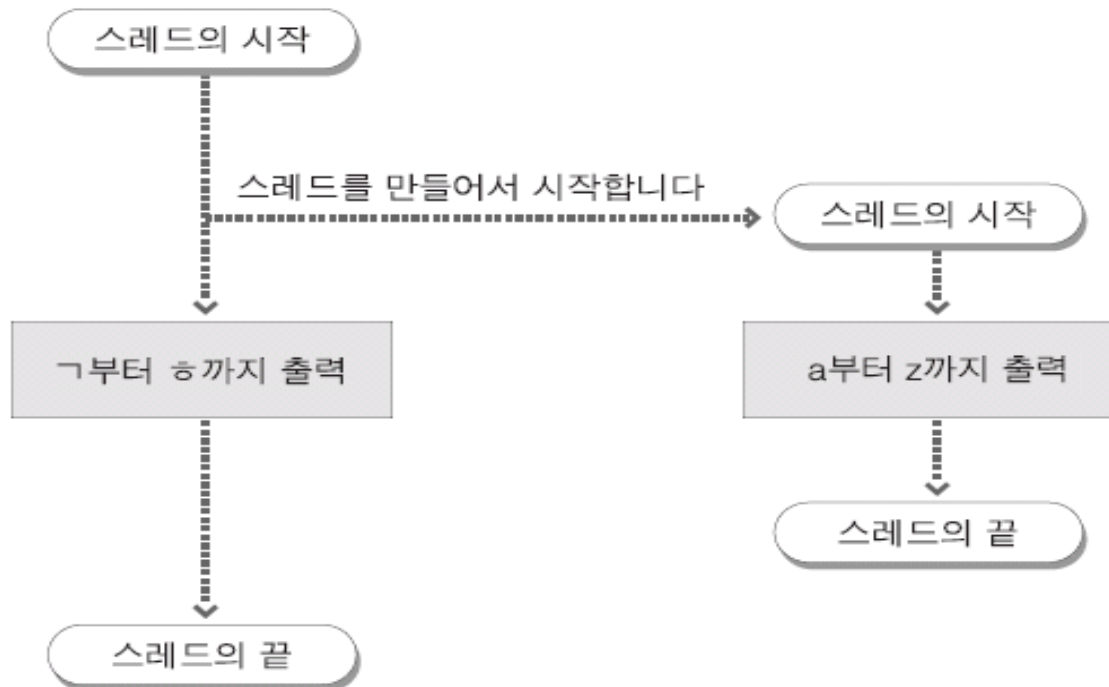 스레드의 시작
스레드를 만들어서 시작합니다
스레드의 시작
ㄱ부터 ㅎ까지 출력
a부터 z까지 출력
스레드의 끝
스레드의 끝